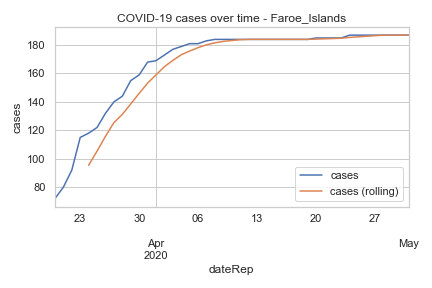 COVID-19 cases over time - Faroe_Islands
cases
180
160
140
120
100
80
cases
cases (rolling)
23
30
06
13
20
27
Apr
2020
May
dateRep